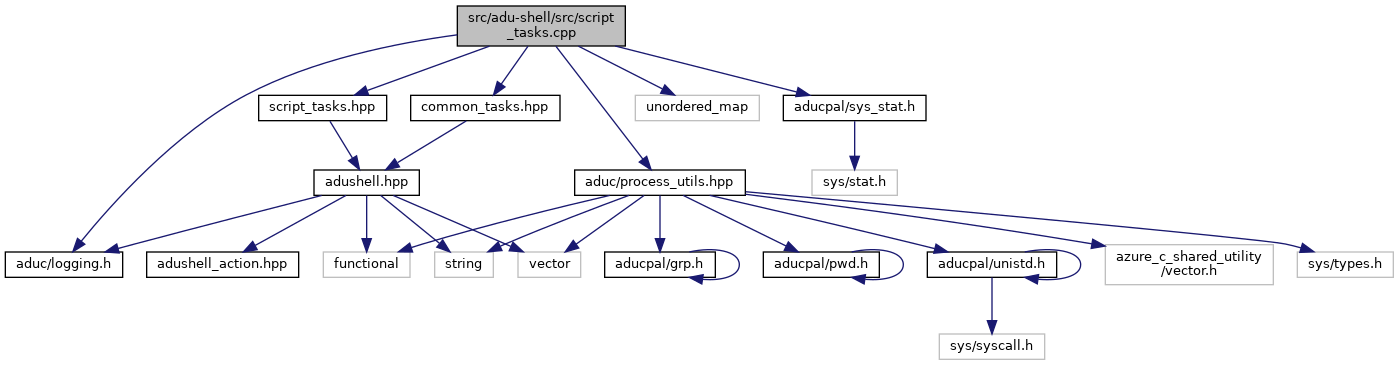 src/adu-shell/src/script
_tasks.cpp
script_tasks.hpp
common_tasks.hpp
unordered_map
aducpal/sys_stat.h
adushell.hpp
aduc/process_utils.hpp
sys/stat.h
aduc/logging.h
adushell_action.hpp
functional
string
vector
aducpal/grp.h
aducpal/pwd.h
aducpal/unistd.h
azure_c_shared_utility
/vector.h
sys/types.h
sys/syscall.h